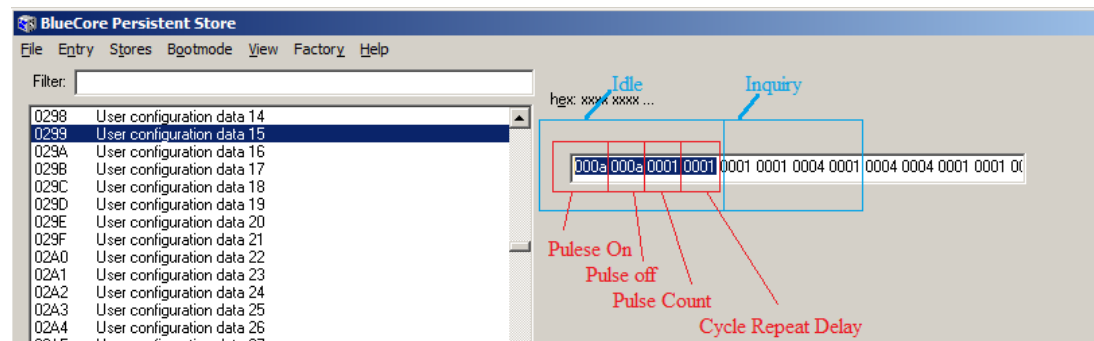 BlueCore Persistent Store
File Entry Stores Bootmode View Factory Help
Filter:
Idle Inquiry
hex: xxxx xxxx ...
0298 User configuration data 14
0299 User configuration data 15
029A User configuration data 16
029B User configuration data 17
029C User configuration data 18
029D User configuration data 19
029E User configuration data 20
029F User configuration data 21
02A0 User configuration data 22
02A1 User configuration data 23
02A2 User configuration data 24
02A3 User configuration data 25
02A4 User configuration data 26
000a 000a 0001 0001 0001 0001 0004 0001 0004 0004 0001 0001
Pulese On
Pulse off
Pulse Count
Cycle Repeat Delay